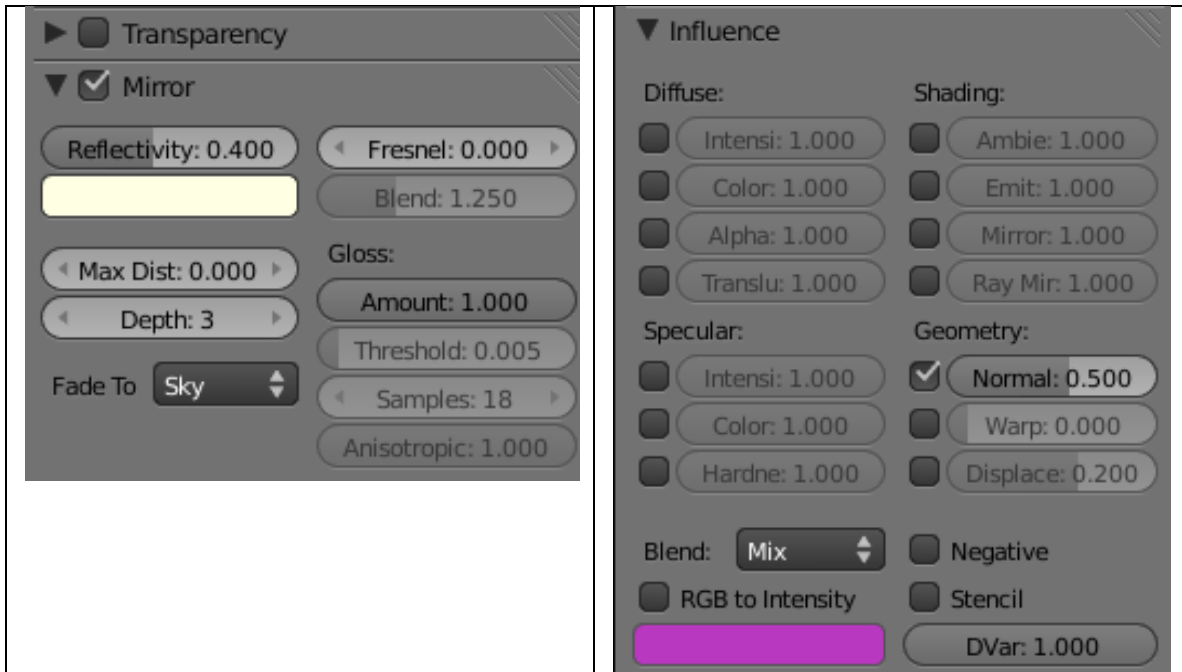 Transparency
Mirror
Reflectivity: 0.400
Fresnel: 0.000
Blend: 1.250
Max Dist: 0.000
Depth: 3
Fade To Sky
Gloss:
Amount: 1.000
Threshold: 0.005
Samples: 18
Anisotropic: 1.000
Influence
Diffuse:
Intensi: 1.000
Color: 1.000
Alpha: 1.000
Translu: 1.000
Shading:
Ambie: 1.000
Emit: 1.000
Mirror: 1.000
Ray Mir: 1.000
Specular:
Intensi: 1.000
Color: 1.000
Hardne: 1.000
Geometry:
Normal: 0.500
Warp: 0.000
Displace: 0.200
Blend: Mix
Negative
RGB to Intensity
Stencil
DVar: 1.000